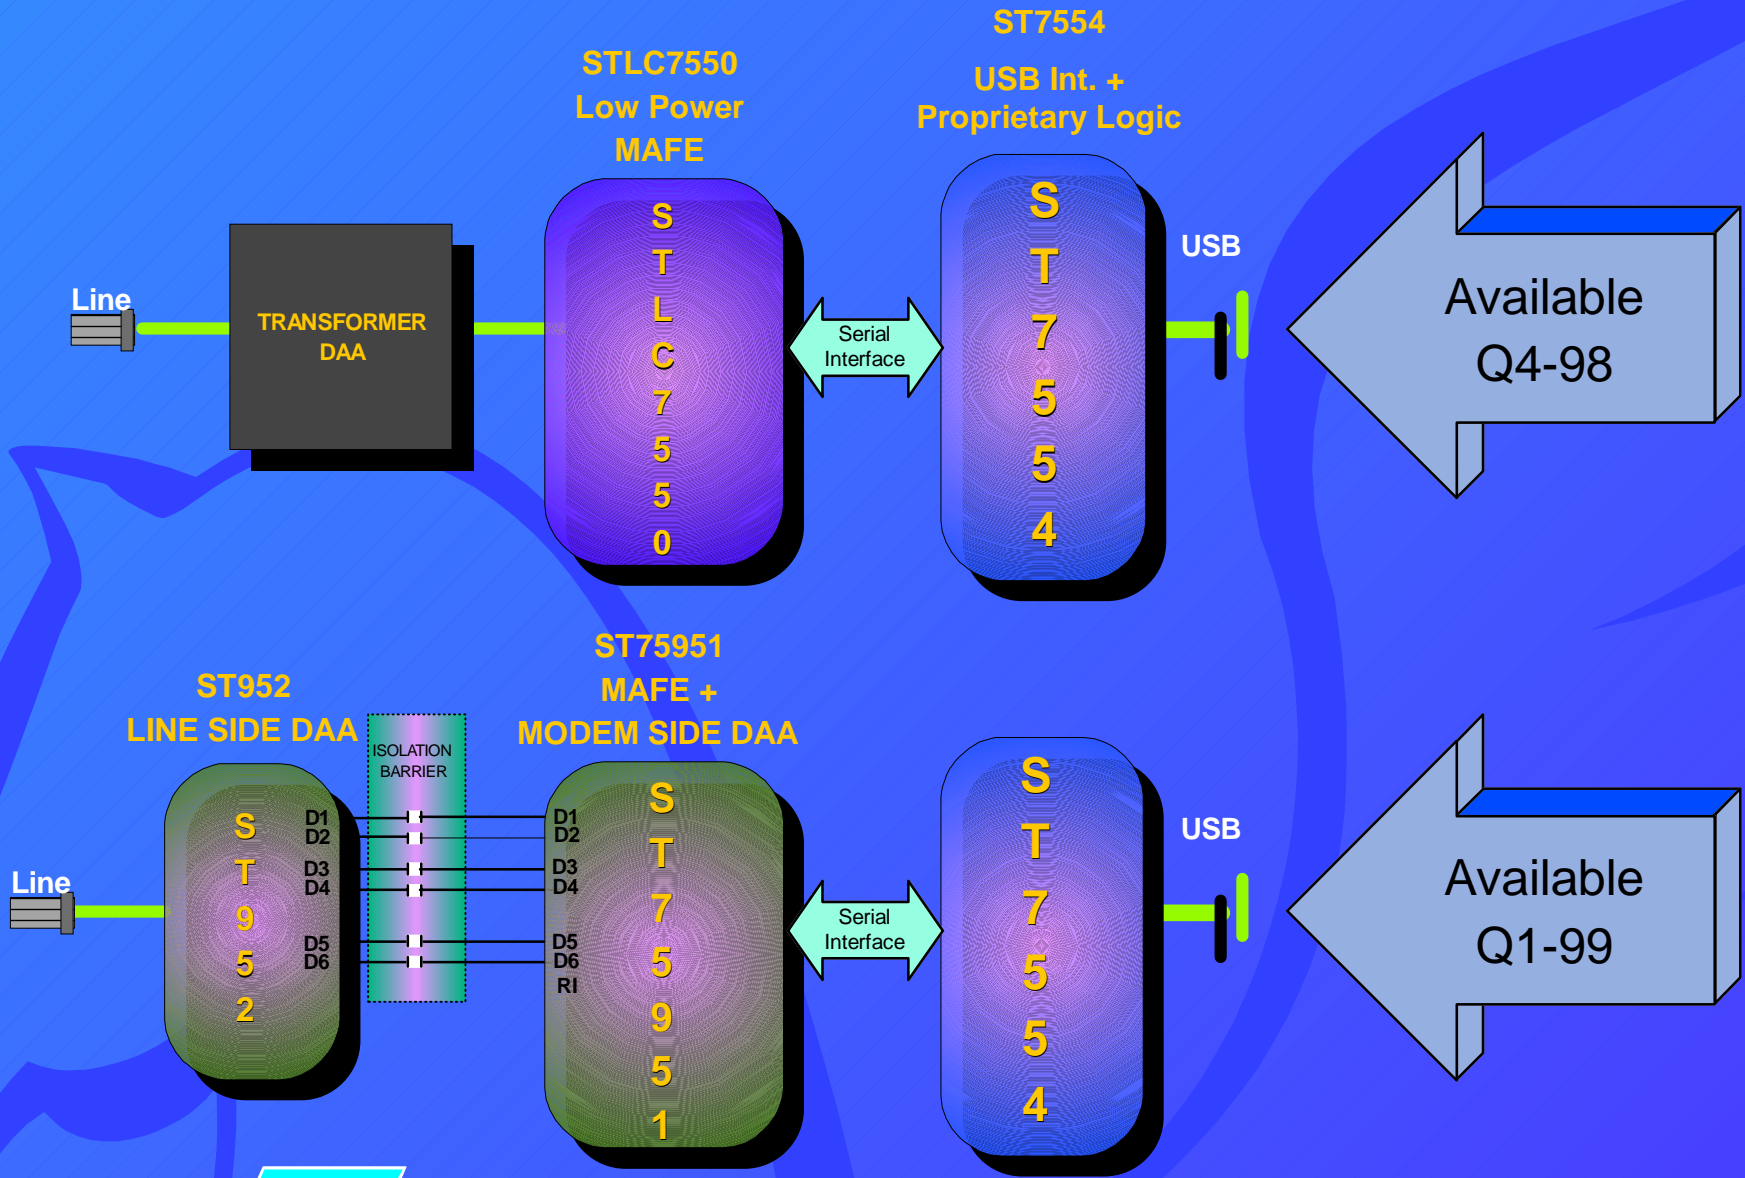 ST7554
USB Int. +
Proprietary Logic
STLC7550
Low Power
MAFE
Line
TRANSFORMER
DAA
S
T
L
C
7
5
5
0
Serial
Interface
S
T
7
5
5
4
USB
Available
Q4-98
ST952
LINE SIDE DAA
ISOLATION
BARRIER
ST75951
MAFE +
MODEM SIDE DAA
Line
S
T
9
5
2
D1
D2
D3
D4
D5
D6
D1
D2
D3
D4
D5
D6
RI
S
T
7
5
9
5
1
Serial
Interface
S
T
7
5
5
4
USB
Available
Q1-99